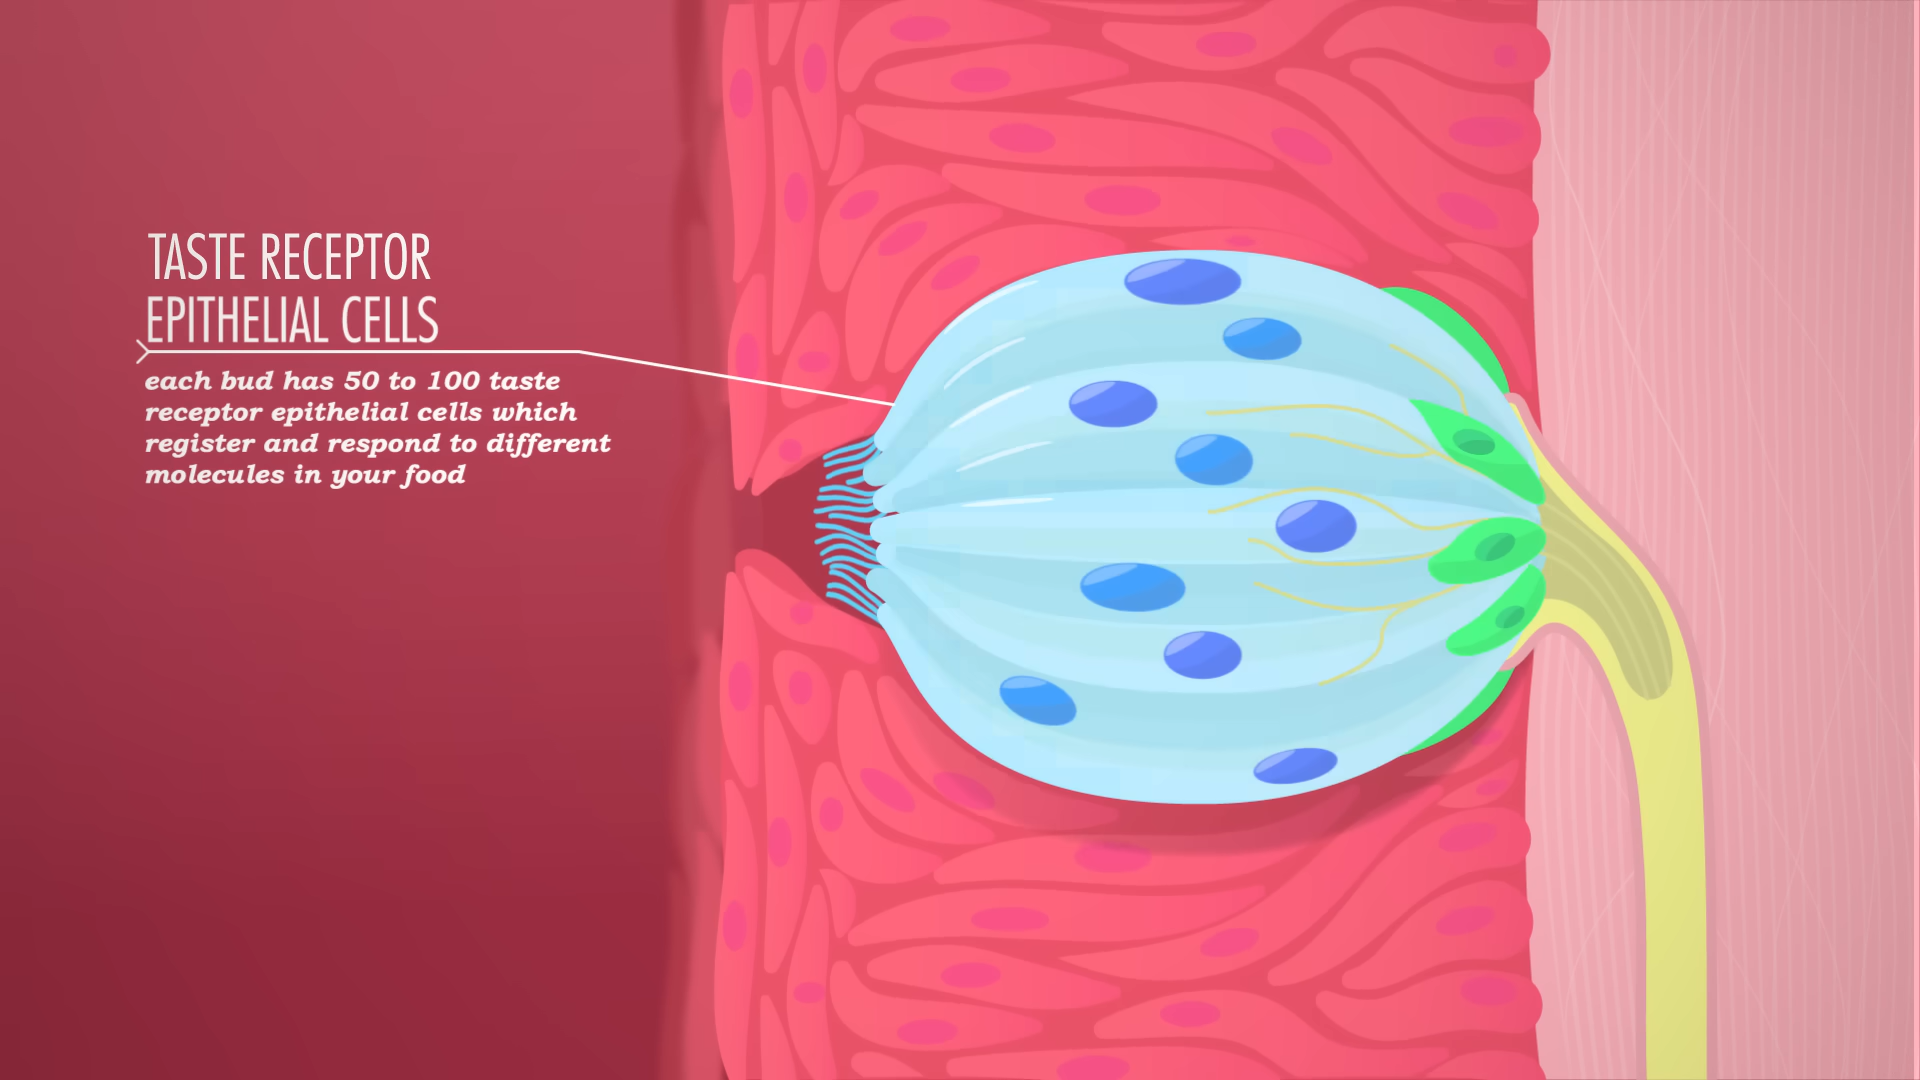 TASTE RECEPTOR
EPITHELIAL CELLS
each bud has 50 to 100 taste
receptor epithelial cells which
register and respond to different
molecules in your food